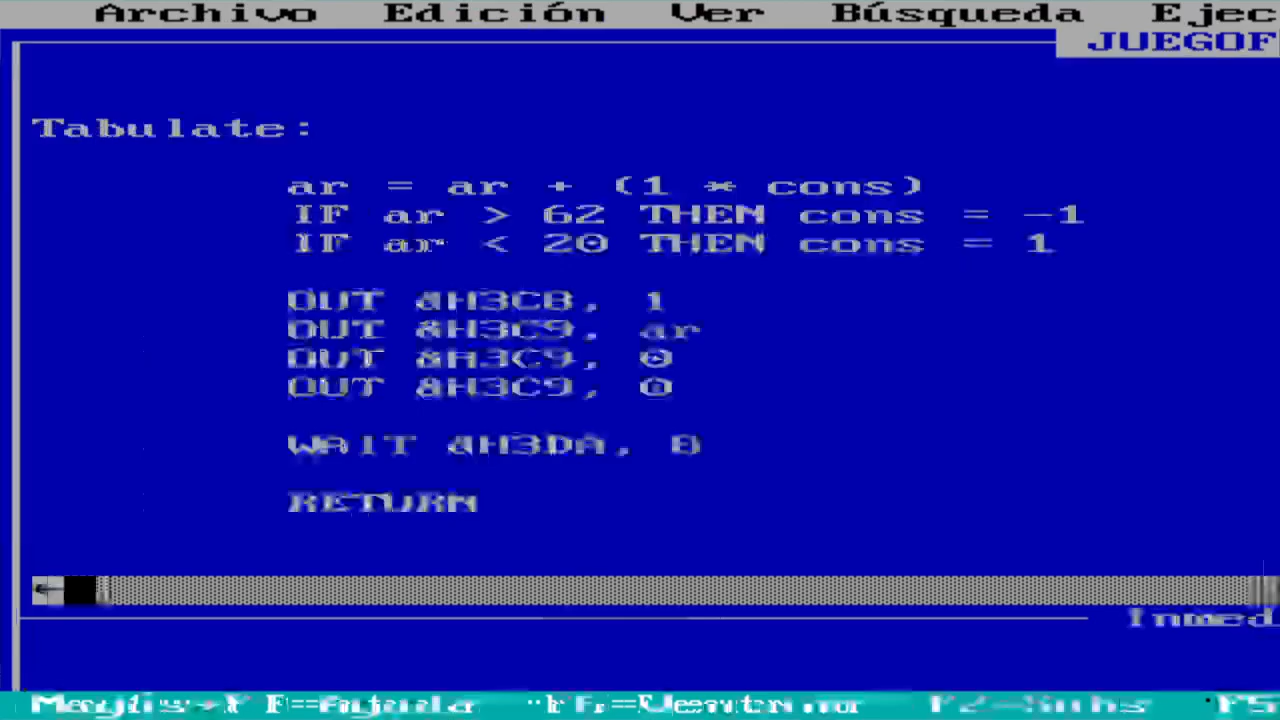 Archivo Edición Ver Búsqueda Ejec
JUEGOF
Tabulate:
ar = ar + (1 * cons)
IF ar > 62 THEN cons = -1
IF ar < 20 THEN cons = 1
OUT &H3C8, 1
OUT &H3C9, ar
OUT &H3C9, 0
OUT &H3C9, 0
WAIT &H3DA, 8
RETURN
Inmed